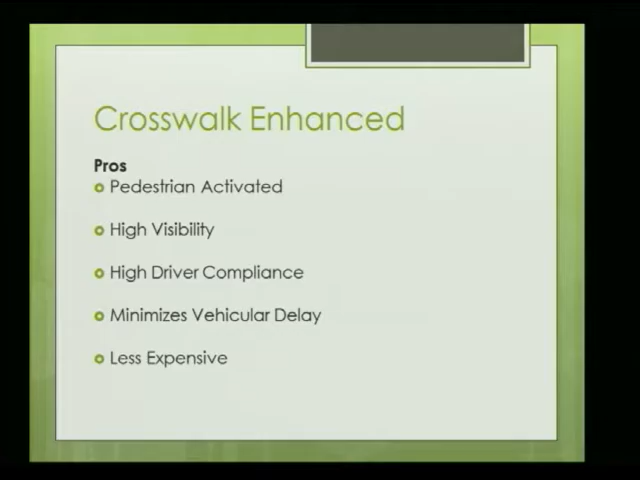 Crosswalk Enhanced
Pros
Pedestrian Activated
High Visibility
High Driver Compliance
Minimizes Vehicular Delay
Less Expensive